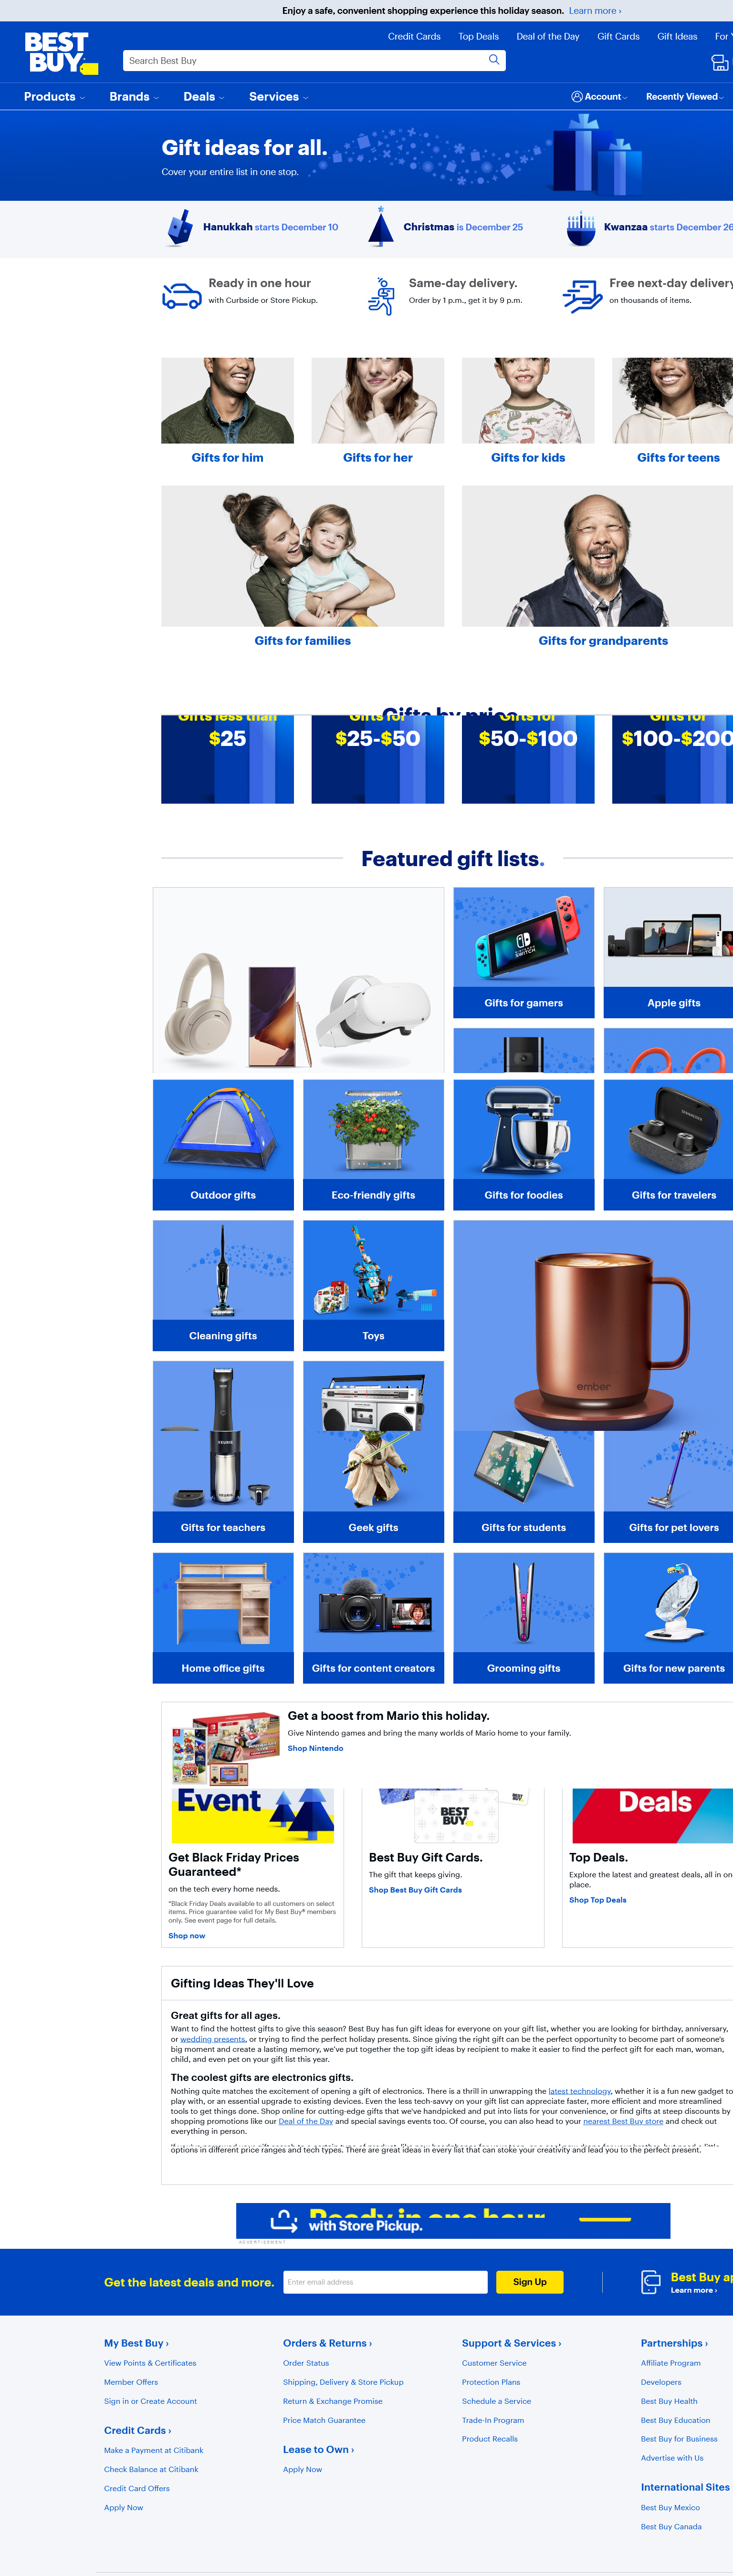 Enjoy a safe, convenient shopping experience this holiday season. Learn more ›
Credit Cards Top Deals Deal of the Day Gift Cards Gift Ideas For
BEST BUY
Search Best Buy
Products Brands Deals Services Account Recently Viewed
Gift ideas for all.
Cover your entire list in one stop.
Hanukkah starts December 10
Christmas is December 25
Kwanzaa starts December 26
Ready in one hour
with Curbside or Store Pickup.
Same-day delivery.
Order by 1 p.m., get it by 9 p.m.
Free next-day delivery
on thousands of items.
Gifts for him
Gifts for her
Gifts for kids
Gifts for teens
Gifts for families
Gifts for grandparents
Gifts by price
Gifts less than
$25
Gifts for
$25-$50
Gifts for
$50-$100
Gifts for
$100-$200
Featured gift lists.
Gifts for gamers
Apple gifts
Outdoor gifts
Eco-friendly gifts
Gifts for foodies
Gifts for travelers
Cleaning gifts
Toys
ember
Gifts for teachers
Geek gifts
Gifts for students
Gifts for pet lovers
Home office gifts
Gifts for content creators
Grooming gifts
Gifts for new parents
Get a boost from Mario this holiday.
Give Nintendo games and bring the many worlds of Mario home to your family.
Shop Nintendo
Event
Get Black Friday Prices
Guaranteed*
on the tech every home needs.
*Black Friday Deals available to all customers on select
items. Price guarantee valid for My Best Buy® members
only. See event page for full details.
Shop now
BEST BUY
Best Buy Gift Cards.
The gift that keeps giving.
Shop Best Buy Gift Cards
Deals
Top Deals.
Explore the latest and greatest deals, all in on
place.
Shop Top Deals
Gifting Ideas They'll Love
Great gifts for all ages.
Want to find the hottest gifts to give this season? Best Buy has fun gift ideas for everyone on your gift list, whether you are looking for birthday, anniversary,
or wedding presents, or trying to find the perfect holiday presents. Since giving the right gift can be the perfect opportunity to become part of someone's
big moment and create a lasting memory, we've put together the top gift ideas by recipient to make it easier to find the perfect gift for each man, woman,
child, and even pet on your gift list this year.
The coolest gifts are electronics gifts.
Nothing quite matches the excitement of opening a gift of electronics. There is a thrill in unwrapping the latest technology, whether it is a fun new gadget to
play with, or an essential upgrade to existing devices. Even the less tech-savvy on your gift list can appreciate faster, more efficient and more streamlined
tools to get things done. Shop online for cutting-edge gifts that we've handpicked and put into lists for your convenience, or find gifts at steep discounts by
shopping promotions like our Deal of the Day and special savings events too. Of course, you can also head to your nearest Best Buy store and check out
everything in person.
options in different price ranges and tech types. There are great ideas in every list that can stoke your creativity and lead you to the perfect present.
Ready in one hour
with Store Pickup.
ADVERTISEMENT
Get the latest deals and more.
Enter email address
Sign Up
Best Buy ap
Learn more ›
My Best Buy ›
View Points & Certificates
Member Offers
Sign in or Create Account
Credit Cards ›
Make a Payment at Citibank
Check Balance at Citibank
Credit Card Offers
Apply Now
Orders & Returns ›
Order Status
Shipping, Delivery & Store Pickup
Return & Exchange Promise
Price Match Guarantee
Lease to Own ›
Apply Now
Support & Services ›
Customer Service
Protection Plans
Schedule a Service
Trade-In Program
Product Recalls
Partnerships ›
Affiliate Program
Developers
Best Buy Health
Best Buy Education
Best Buy for Business
Advertise with Us
International Sites
Best Buy Mexico
Best Buy Canada